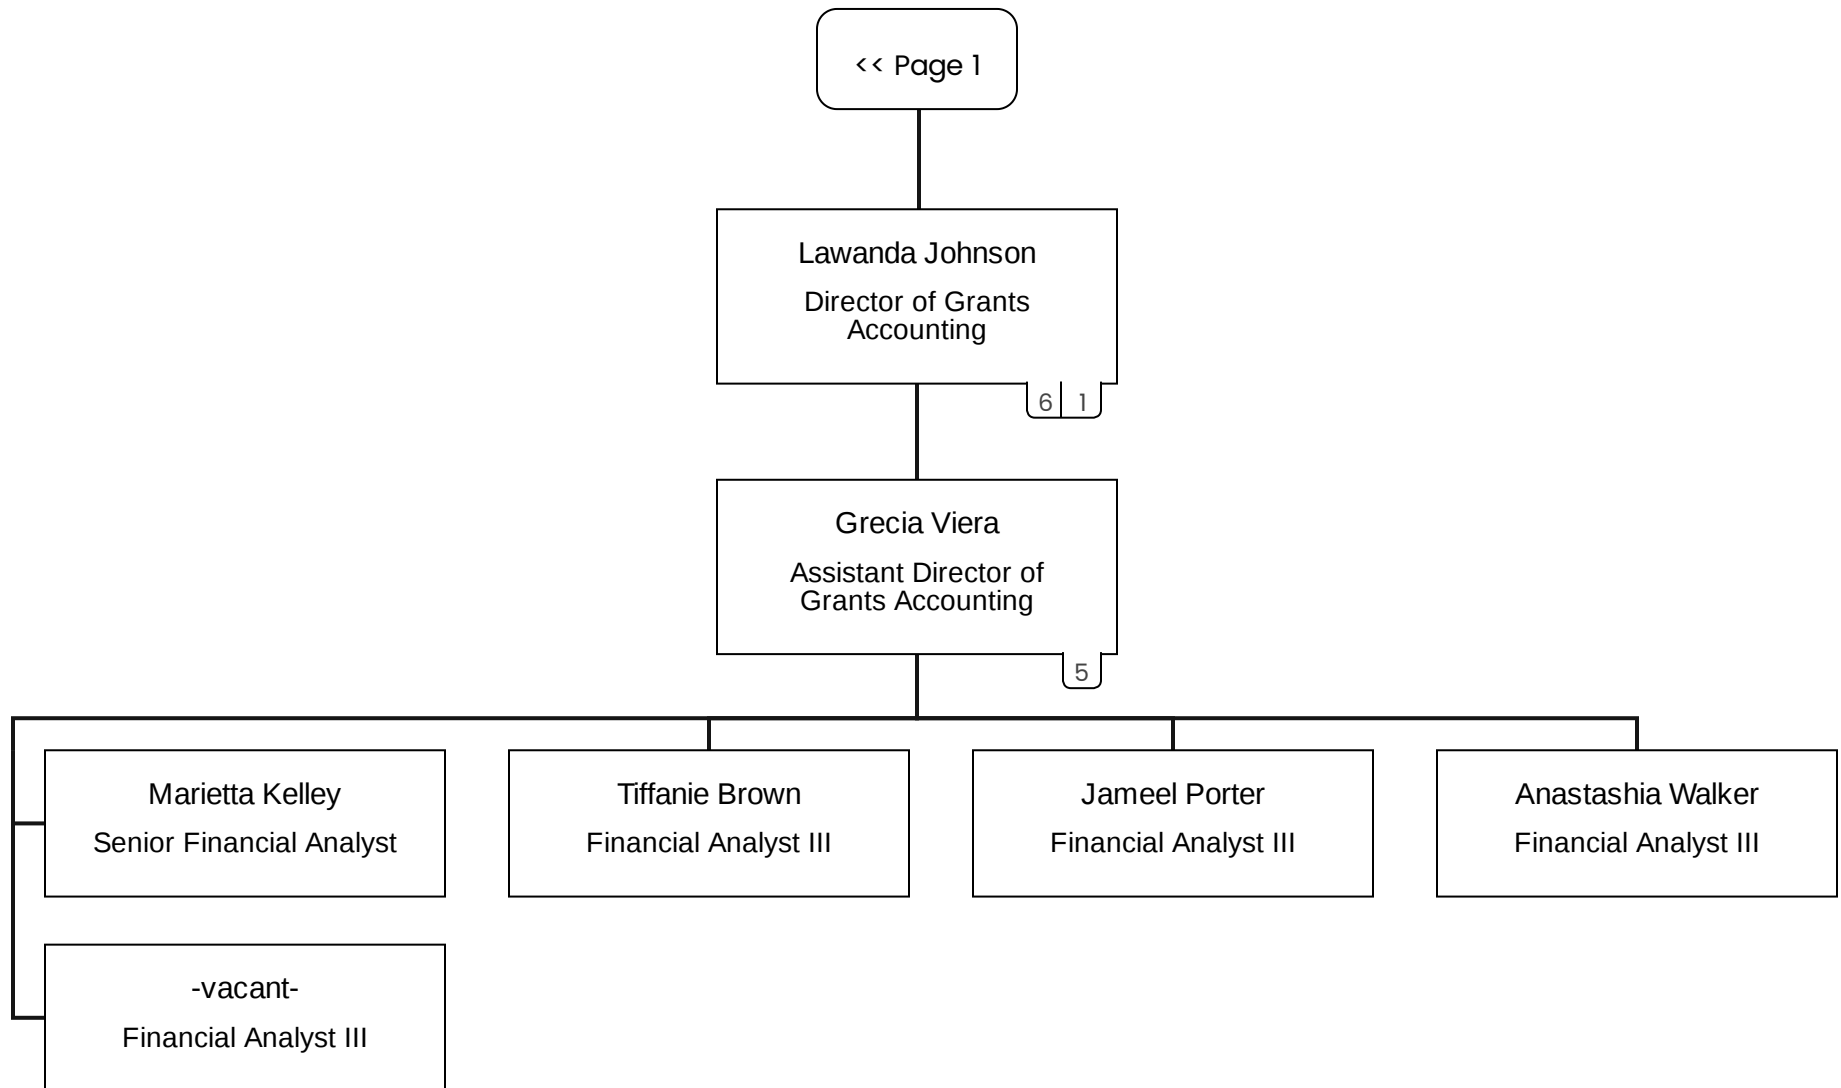 << Page 1
Lawanda Johnson
Director of Grants
Accounting
6 1
Grecia Viera
Assistant Director of
Grants Accounting
5
Marietta Kelley
Senior Financial Analyst
Tiffanie Brown
Financial Analyst III
Jameel Porter
Financial Analyst III
Anastashia Walker
Financial Analyst III
-vacant-
Financial Analyst III